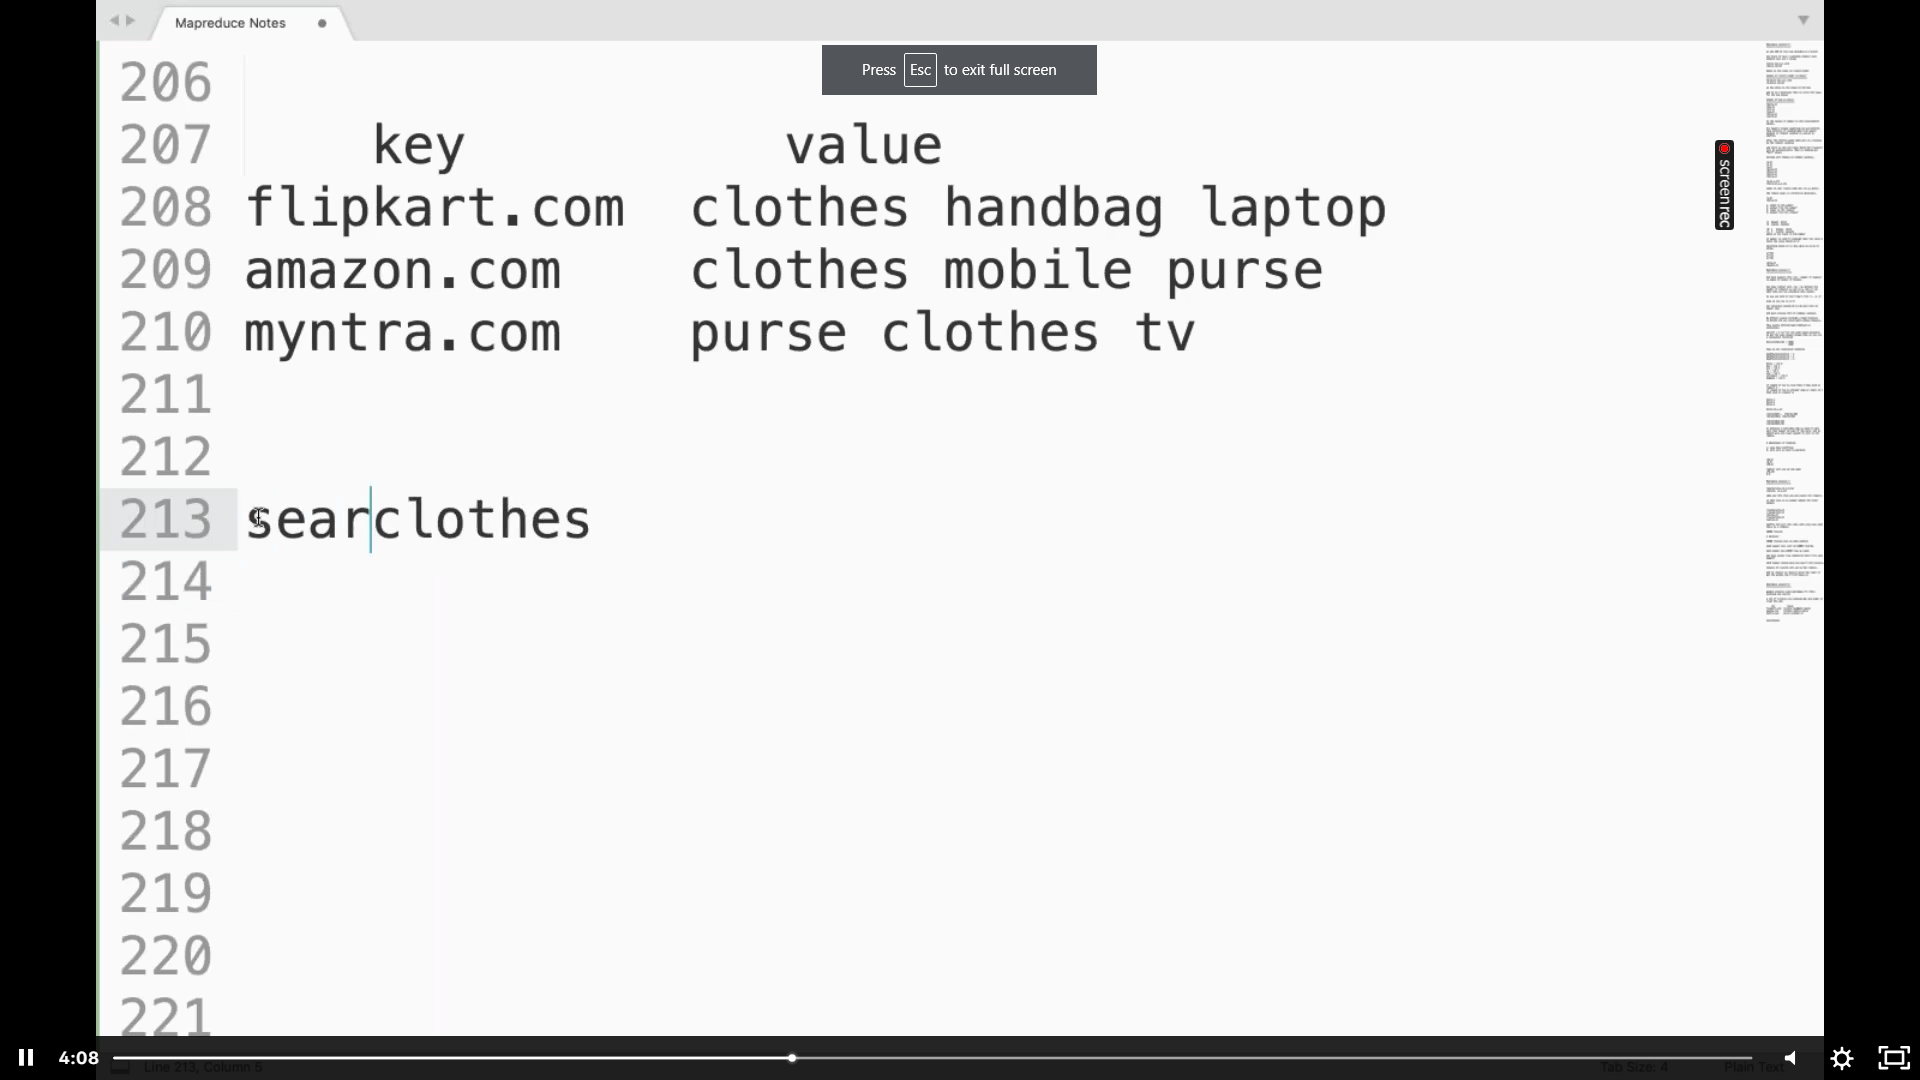 Mapreduce Notes
Press Esc to exit full screen
206
207 key value
208 flipkart.com clothes handbag laptop
209 amazon.com clothes mobile purse
210 myntra.com purse clothes tv
211
212
213 searclothes
214
215
216
217
218
219
220
221
screenrec
4:08
Line 213, Column 5
Tab Size: 4
Plain Text